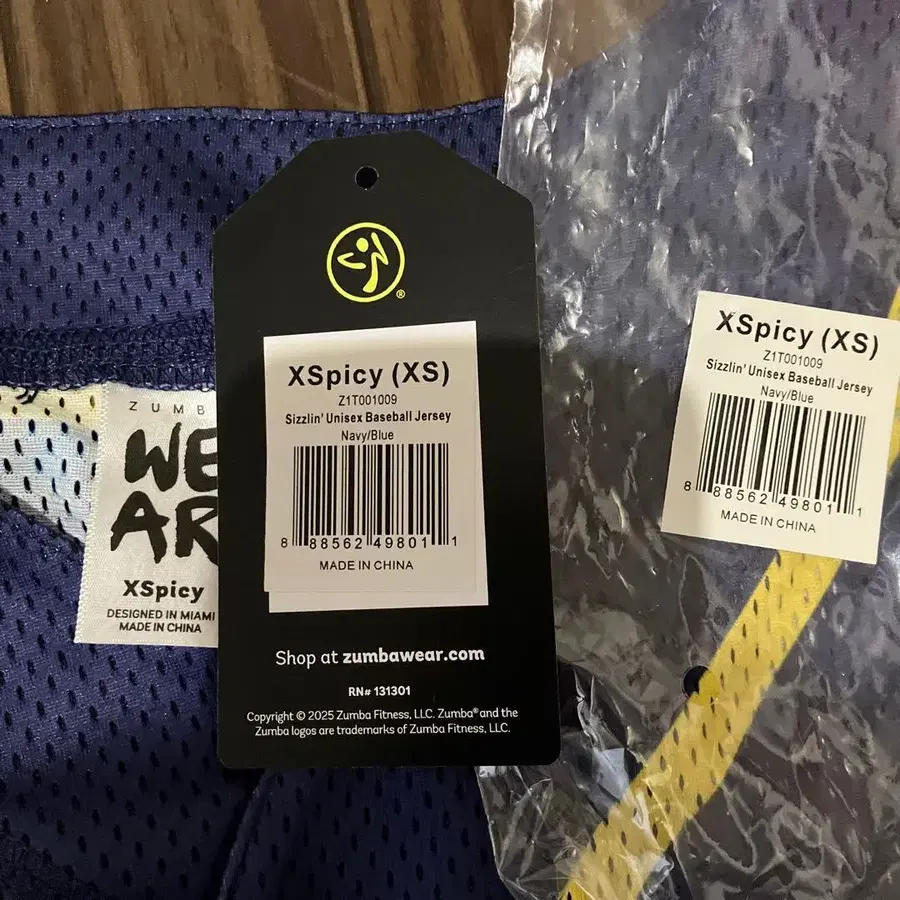 ZUMB
WE
AR
XSpicy
DESIGNED IN MIAMI
MADE IN CHINA
®
XSpicy (XS)
Z1T001009
Sizzlin' Unisex Baseball Jersey
Navy/Blue
8 88562 49801 1
MADE IN CHINA
Shop at zumbawear.com
RN# 131301
Copyright © 2025 Zumba Fitness, LLC. Zumba® and the
Zumba logos are trademarks of Zumba Fitness, LLC.
XSpicy (XS)
Z1T001009
Sizzlin' Unisex Baseball Jersey
Navy/Blue
8 88562 49801 1
MADE IN CHINA